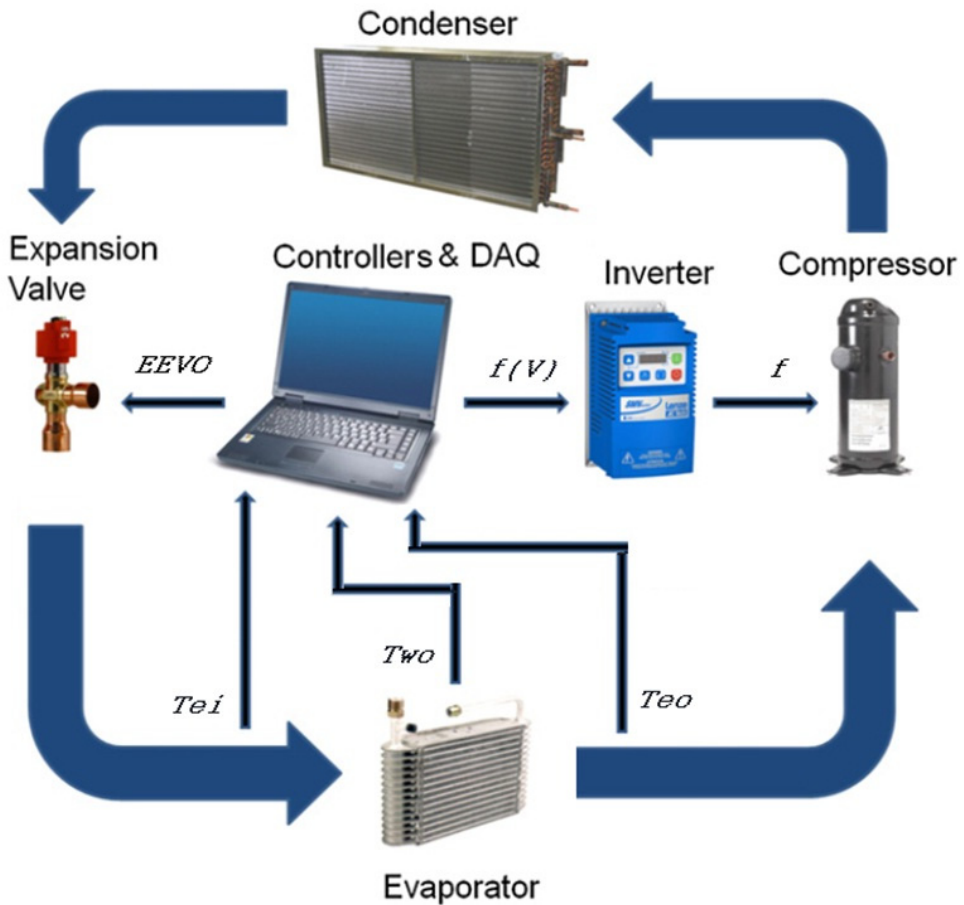 Condenser
Expansion
Valve
Controllers & DAQ
Inverter
Compressor
EEVO
f(V)
f
Two
Tei
Teo
Evaporator